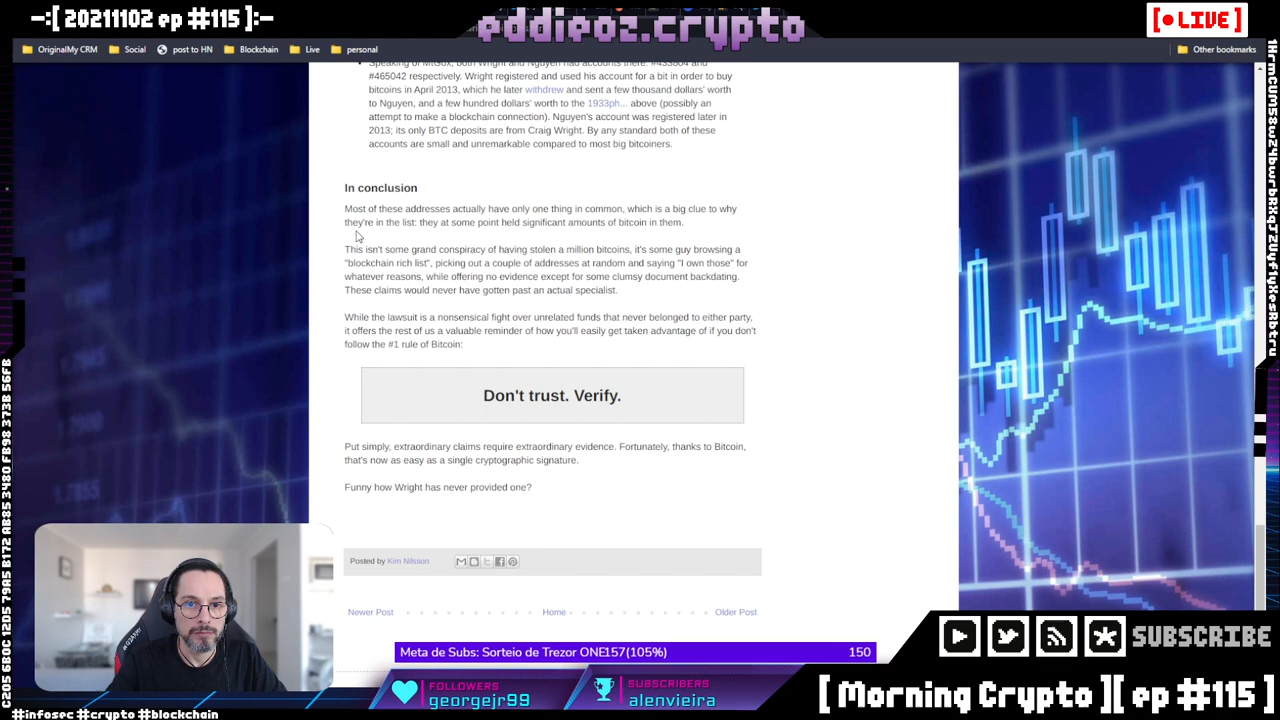 –:[ 20211102 ep #115 ]:–
eddieoz.crypto
[● LIVE]
OriginalMy CRM
Social
post to HN
Blockchain
Live
personal
Other bookmarks
Speaking of MtGox, both Wright and Nguyen had accounts there: #433804 and
#465042 respectively. Wright registered and used his account for a bit in order to buy
bitcoins in April 2013, which he later withdrew and sent a few thousand dollars' worth
to Nguyen, and a few hundred dollars' worth to the 1933ph... above (possibly an
attempt to make a blockchain connection). Nguyen's account was registered later in
2013; its only BTC deposits are from Craig Wright. By any standard both of these
accounts are small and unremarkable compared to most big bitcoiners.
In conclusion
Most of these addresses actually have only one thing in common, which is a big clue to why
they're in the list: they at some point held significant amounts of bitcoin in them.
This isn't some grand conspiracy of having stolen a million bitcoins, it's some guy browsing a
"blockchain rich list", picking out a couple of addresses at random and saying "I own those" for
whatever reasons, while offering no evidence except for some clumsy document backdating.
These claims would never have gotten past an actual specialist.
While the lawsuit is a nonsensical fight over unrelated funds that never belonged to either party,
it offers the rest of us a valuable reminder of how you'll easily get taken advantage of if you don't
follow the #1 rule of Bitcoin:
Don't trust. Verify.
Put simply, extraordinary claims require extraordinary evidence. Fortunately, thanks to Bitcoin,
that's now as easy as a single cryptographic signature.
Funny how Wright has never provided one?
Posted by Kim Nilsson
Newer Post
Home
Older Post
Meta de Subs: Sorteio de Trezor ONE157(105%)
150
SUBSCRIBE
FOLLOWERS
georgejr99
SUBSCRIBERS
alenvieira
[ Morning Crypto ][ ep #115 ]
#infosec #crypto #blockchain